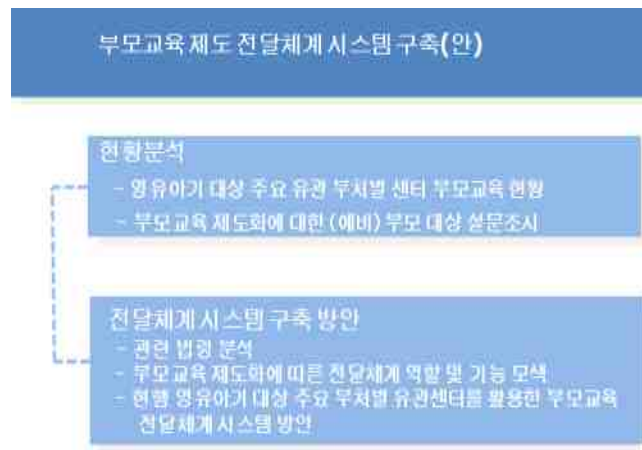 부모교육 제도 전달체계 시스템 구축(안)
현황분석
- 영유아기 대상 주요 유관 부처별 센터 부모교육 현황
- 부모교육 제도화에 대한 (예비) 부모 대상 설문조사
전달체계 시스템 구축 방안
- 관련 법령 분석
- 부모교육 제도화에 따른 전달체계 역할 및 기능 모색
- 현행 영유아기 대상 주요 부처별 유관센터를 활용한 부모교육
전달체계 시스템 방안